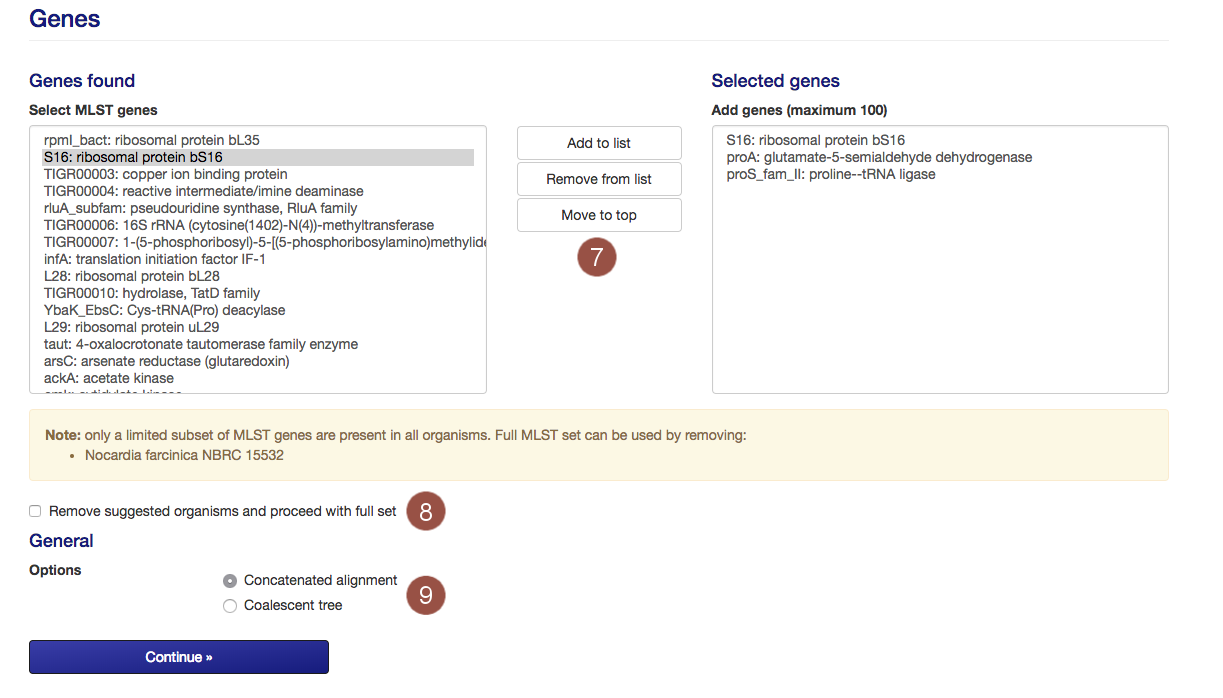 Genes
Genes found
Select MLST genes
rpmI_bact: ribosomal protein bL35
S16: ribosomal protein bS16
TIGR00003: copper ion binding protein
TIGR00004: reactive intermediate/imine deaminase
rluA_subfam: pseudouridine synthase, RluA family
TIGR00006: 16S rRNA (cytosine(1402)-N(4))-methyltransferase
TIGR00007: 1-(5-phosphoribosyl)-5-[(5-phosphoribosylamino)methylide
infA: translation initiation factor IF-1
L28: ribosomal protein bL28
TIGR00010: hydrolase, TatD family
YbaK_EbsC: Cys-tRNA(Pro) deacylase
L29: ribosomal protein uL29
taut: 4-oxalocrotonate tautomerase family enzyme
arsC: arsenate reductase (glutaredoxin)
ackA: acetate kinase
Add to list
Remove from list
Move to top
7
Selected genes
Add genes (maximum 100)
S16: ribosomal protein bS16
proA: glutamate-5-semialdehyde dehydrogenase
proS_fam_II: proline--tRNA ligase
Note: only a limited subset of MLST genes are present in all organisms. Full MLST set can be used by removing:
• Nocardia farcinica NBRC 15532
Remove suggested organisms and proceed with full set
8
General
Options
Concatenated alignment
Coalescent tree
9
Continue »